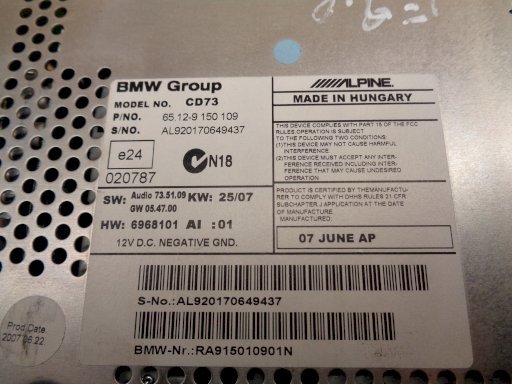 BMW Group
MODEL NO. CD73
P/NO. 65.12-9 150 109
S/NO. AL920170649437
e24
020787
N18
SW: Audio 73.51.09 KW: 25/07
GW 05.47.00
HW: 6968101 AI :01
12V D.C. NEGATIVE GND.
ALPINE
MADE IN HUNGARY
THIS DEVICE COMPLIES WITH PART 15 OF THE FCC
RULES.OPERATION IS SUBJECT
TO THE FOLLOWING TWO CONDITIONS:
(1)THIS DEVICE MAY NOT CAUSE HARMFUL
INTERFERENCE.
(2)THIS DEVICE MUST ACCEPT ANY INTER-
FERENCE RECEIVED INCLUDING INTER-
FERENCE THAT MAY CAUSE UNDESIRED
OPERATION
PRODUCT IS CERTIFIED BY THEMANUFACTU-
RER TO COMPLY WITH DHHS RULES 21 CFR
SUBCHAPTER J APPLICATION AT THE DATE
OF MANUFACTURE.
MANUFACTURED:
07 JUNE AP
S-No.:AL920170649437
BMW-Nr.:RA915010901N
Prod.Date
2007.06.22